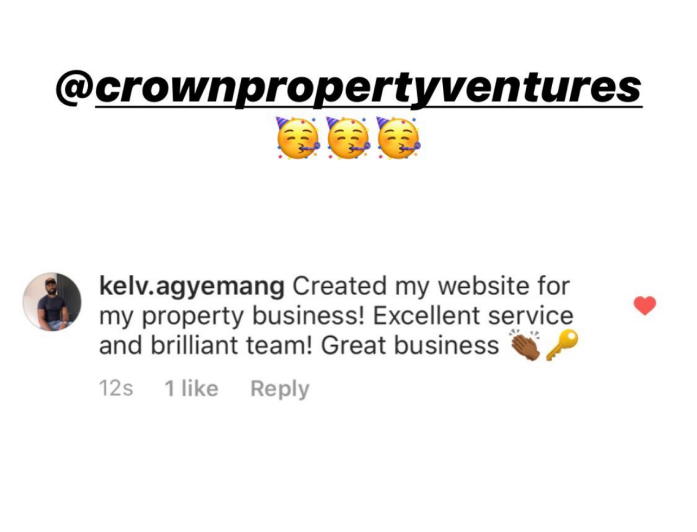 @crownpropertyventures
🥳🥳🥳
kelv.agyemang Created my website for
my property business! Excellent service
and brilliant team! Great business 👏🏾🔑
12s 1 like Reply